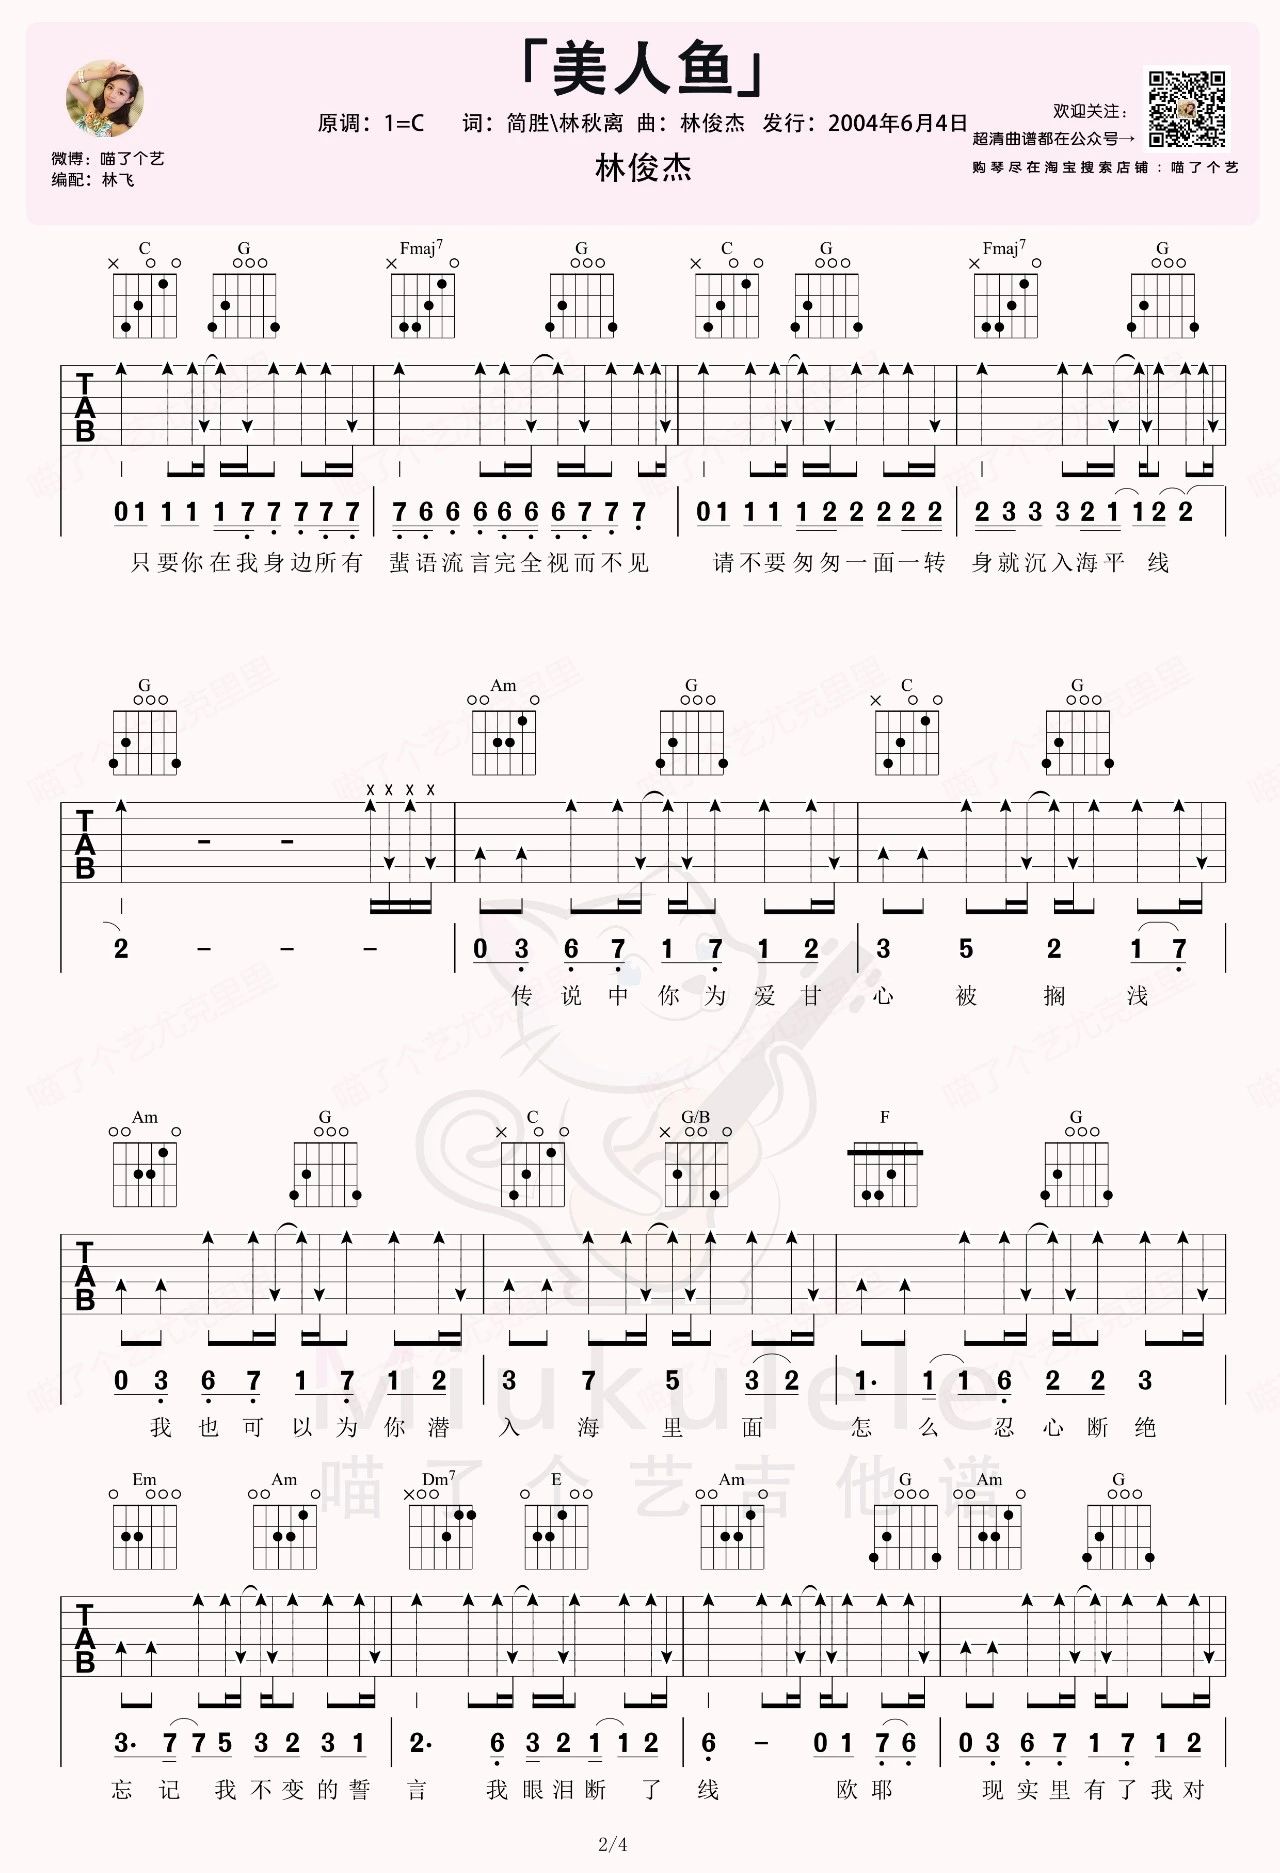 「美人鱼」
原调：1=C 词：简胜\林秋离 曲：林俊杰 发行：2004年6月4日
林俊杰
微博：喵了个艺
编配：林飞
欢迎关注：
超清曲谱都在公众号→
购琴尽在淘宝搜索店铺：喵了个艺
C G Fmaj7 G C G Fmaj7 G
TAB
01 1 1 1 7 7 7 7 7 7 6 6 6 6 6 6 7 7 7 01 1 1 1 2 2 2 2 2 2 3 3 3 2 1 1 2 2
只要你在我身边所有 蜚语流言完全视而不见 请不要匆匆一面一转 身就沉入海平线
G Am G C G
x x x x
TAB
2 - - - 0 3 6 7 1 7 1 2 3 5 2 1 7
传说中你为爱甘 心被搁浅
Am G C G/B F G
TAB
0 3 6 7 1 7 1 2 3 7 5 3 2 1· 1 1 6 2 2 3
我也可以为你潜 入海里面 怎么忍心断绝
Em Am Dm7 E Am G Am G
TAB
3· 7 7 5 3 2 3 1 2· 6 3 2 1 1 2 6 - 0 1 7 6 0 3 6 7 1 7 1 2
忘记我不变的誓 言我眼泪断了 线 欧耶 现实里有了我对
Miukulele
喵了个艺吉他谱
喵了个艺尤克里里
2/4